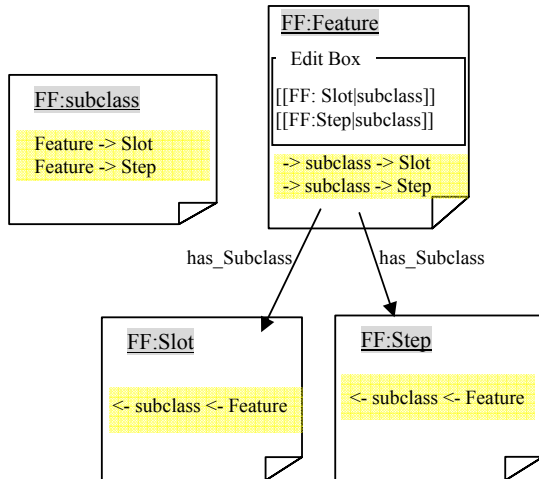 FF:Feature
Edit Box
[[FF: Slot|subclass]]
[[FF:Step|subclass]]
-> subclass -> Slot
-> subclass -> Step
FF:subclass
Feature -> Slot
Feature -> Step
has_Subclass
has_Subclass
FF:Slot
<- subclass <- Feature
FF:Step
<- subclass <- Feature